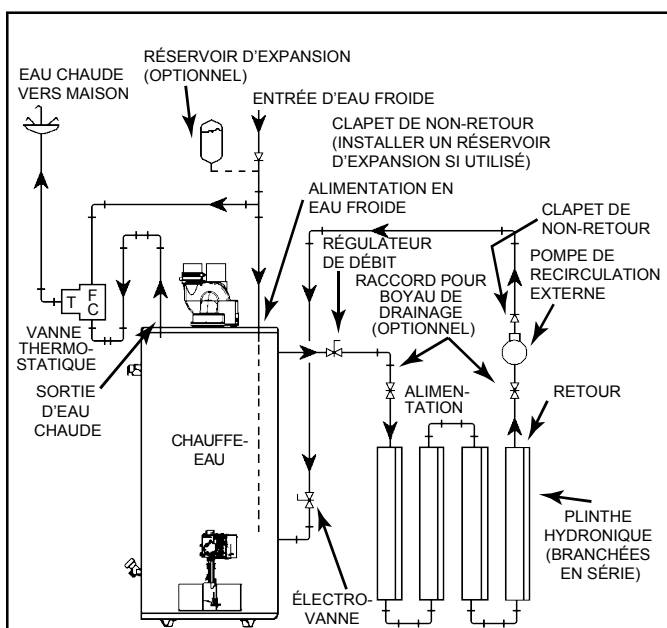 RÉSERVOIR D'EXPANSION
(OPTIONNEL)
EAU CHAUDE
VERS MAISON
ENTRÉE D'EAU FROIDE
CLAPET DE NON-RETOUR
(INSTALLER UN RÉSERVOIR
D'EXPANSION SI UTILISÉ)
ALIMENTATION EN
EAU FROIDE
CLAPET DE
NON-RETOUR
RÉGULATEUR
DE DÉBIT
POMPE DE
RECIRCULATION
EXTERNE
RACCORD POUR
BOYAU DE
DRAINAGE
(OPTIONNEL)
T
F
C
VANNE
THERMO-
STATIQUE
SORTIE
D'EAU
CHAUDE
ALIMEN-
TATION
RETOUR
CHAUFFE-
EAU
PLINTHE
HYDRONIQUE
(BRANCHÉES
EN SÉRIE)
ÉLECTRO-
VANNE